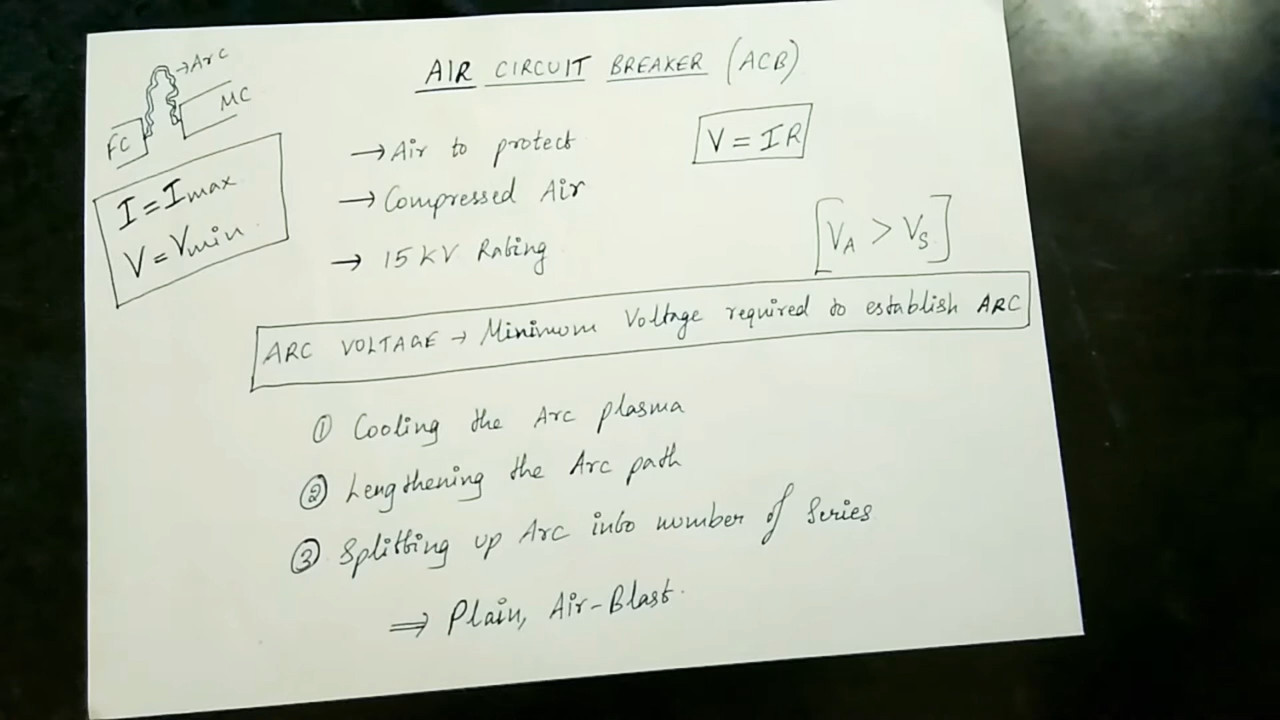 AIR CIRCUIT BREAKER (ACB)
Arc
FC
MC
I = Imax
V = Vmin
→ Air to protect
→ Compressed Air
→ 15 kV Rating
V = IR
[VA > VS]
ARC VOLTAGE → Minimum Voltage required to establish ARC
① Cooling the Arc plasma
② Lengthening the Arc path
③ Splitting up Arc into number of Series
⇒ Plain, Air-Blast.